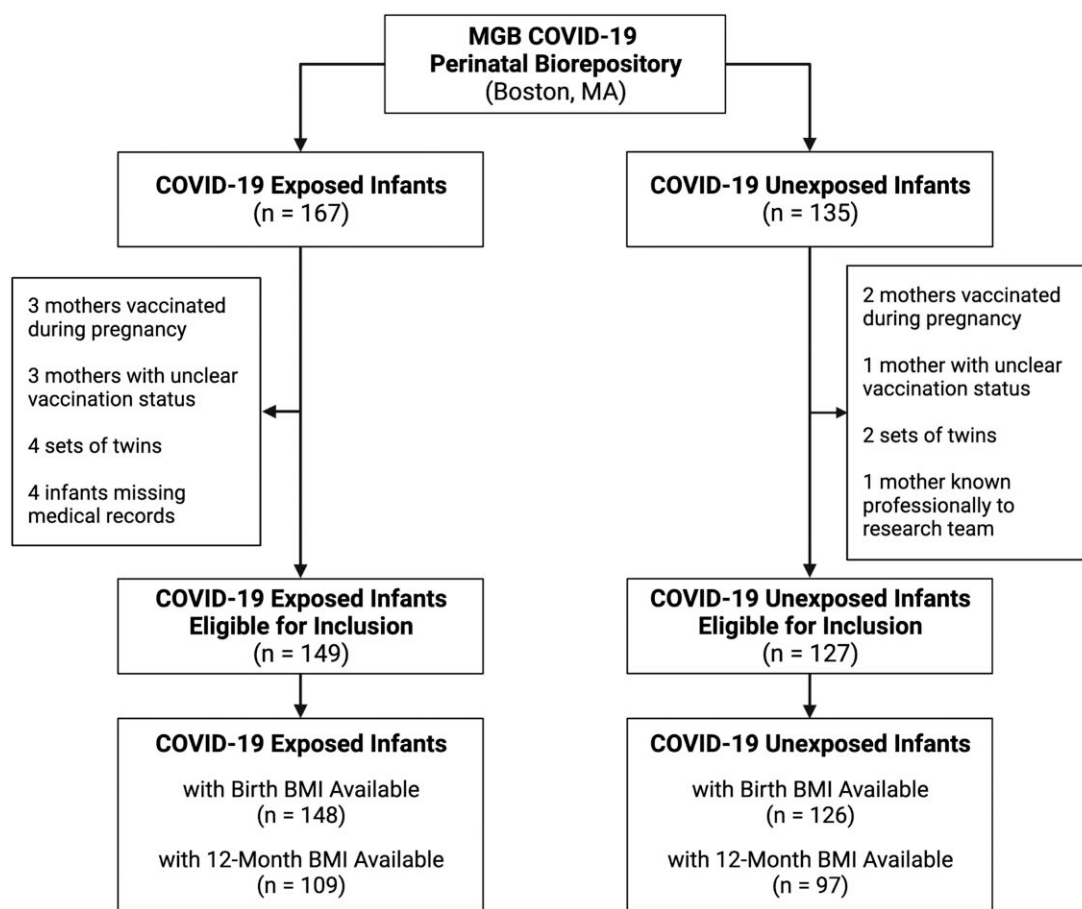 MGB COVID-19
Perinatal Biorepository
(Boston, MA)
COVID-19 Exposed Infants
(n = 167)
COVID-19 Unexposed Infants
(n = 135)
3 mothers vaccinated
during pregnancy
3 mothers with unclear
vaccination status
4 sets of twins
4 infants missing
medical records
2 mothers vaccinated
during pregnancy
1 mother with unclear
vaccination status
2 sets of twins
1 mother known
professionally to
research team
COVID-19 Exposed Infants
Eligible for Inclusion
(n = 149)
COVID-19 Unexposed Infants
Eligible for Inclusion
(n = 127)
COVID-19 Exposed Infants
with Birth BMI Available
(n = 148)
with 12-Month BMI Available
(n = 109)
COVID-19 Unexposed Infants
with Birth BMI Available
(n = 126)
with 12-Month BMI Available
(n = 97)